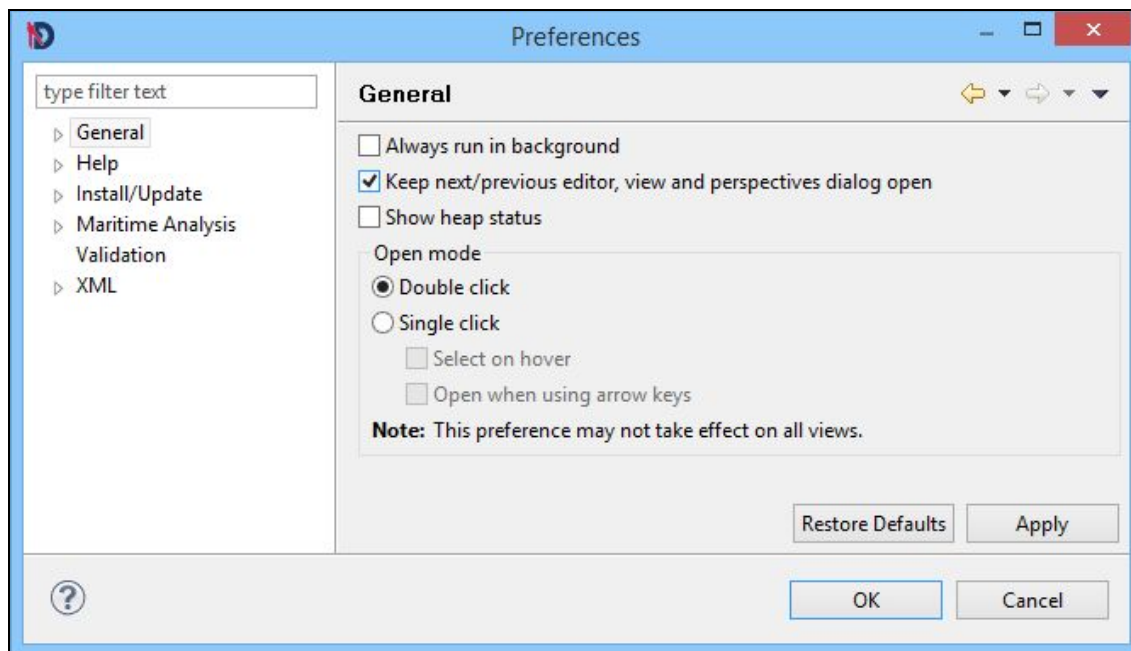 Preferences
type filter text
General
Help
Install/Update
Maritime Analysis
Validation
XML
General
Always run in background
Keep next/previous editor, view and perspectives dialog open
Show heap status
Open mode
Double click
Single click
Select on hover
Open when using arrow keys
Note: This preference may not take effect on all views.
Restore Defaults
Apply
OK
Cancel